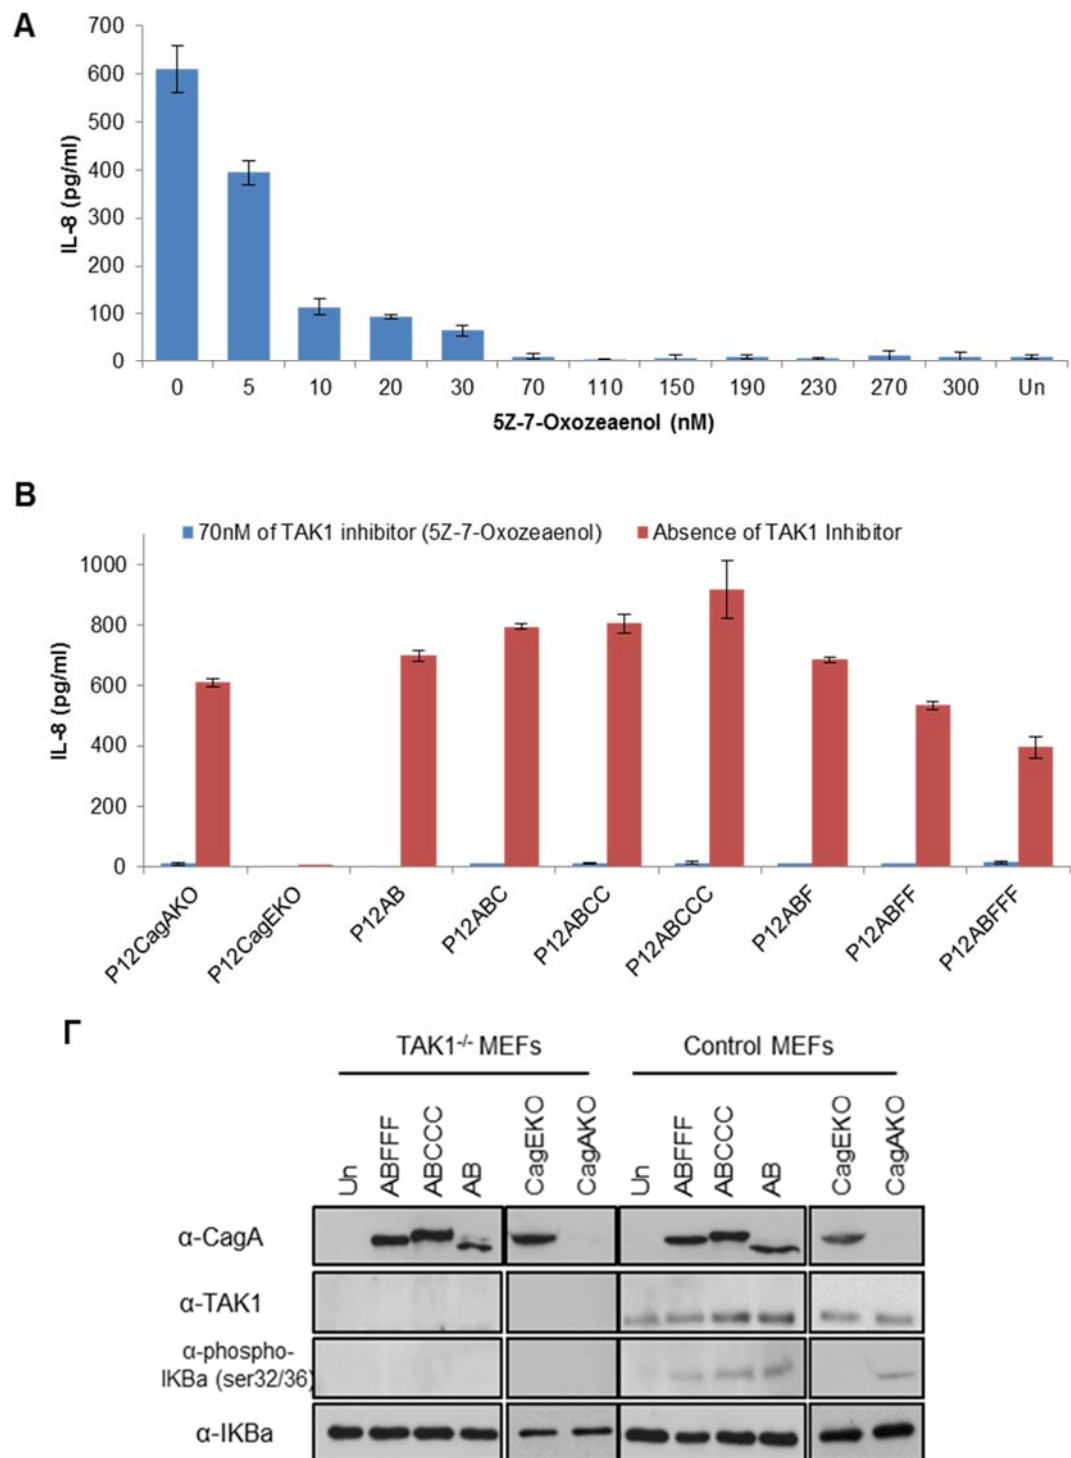 A
700
600
500
400
300
200
100
0
IL-8 (pg/ml)
0 5 10 20 30 70 110 150 190 230 270 300 Un
5Z-7-Oxozeaenol (nM)
B
70nM of TAK1 inhibitor (5Z-7-Oxozeaenol) Absence of TAK1 Inhibitor
1000
800
600
400
200
0
IL-8 (pg/ml)
P12CagAKO P12CagEKO P12AB P12ABC P12ABCC P12ABCCC P12ABF P12ABFF P12ABFFF
Γ
TAK1-/- MEFs Control MEFs
Un ABFFF ABCCC AB CagEKO CagAKO Un ABFFF ABCCC AB CagEKO CagAKO
α-CagA
α-TAK1
α-phospho-
IKBa (ser32/36)
α-IKBa